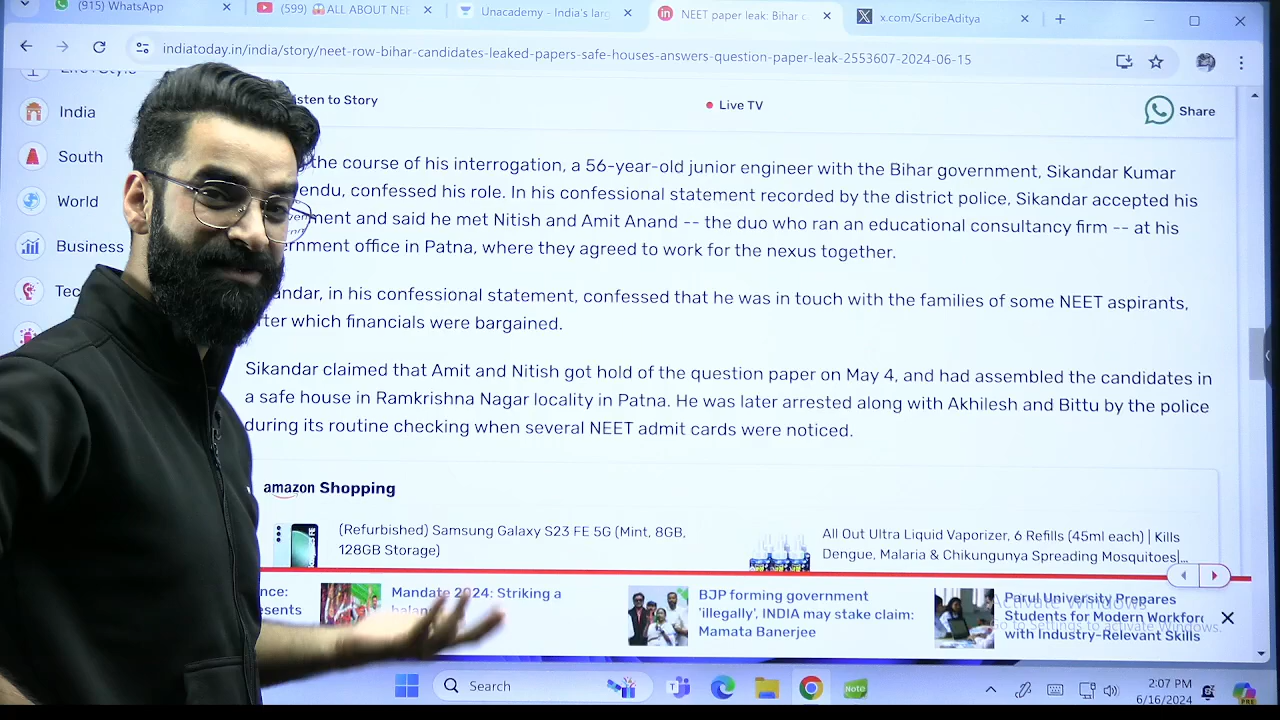 (915) WhatsApp
(599) 😱ALL ABOUT NEE
Unacademy - India's larg
NEET paper leak: Bihar c
x.com/ScribeAditya
indiatoday.in/india/story/neet-row-bihar-candidates-leaked-papers-safe-houses-answers-question-paper-leak-2553607-2024-06-15
isten to Story
Live TV
Share
India
South
World
Business
Tec
the course of his interrogation, a 56-year-old junior engineer with the Bihar government, Sikandar Kumar
endu, confessed his role. In his confessional statement recorded by the district police, Sikandar accepted his
ment and said he met Nitish and Amit Anand -- the duo who ran an educational consultancy firm -- at his
ernment office in Patna, where they agreed to work for the nexus together.
andar, in his confessional statement, confessed that he was in touch with the families of some NEET aspirants,
fter which financials were bargained.
Sikandar claimed that Amit and Nitish got hold of the question paper on May 4, and had assembled the candidates in
a safe house in Ramkrishna Nagar locality in Patna. He was later arrested along with Akhilesh and Bittu by the police
during its routine checking when several NEET admit cards were noticed.
amazon Shopping
(Refurbished) Samsung Galaxy S23 FE 5G (Mint, 8GB,
128GB Storage)
All Out Ultra Liquid Vaporizer, 6 Refills (45ml each) | Kills
Dengue, Malaria & Chikungunya Spreading Mosquitoes|...
nce:
esents
Mandate 2024: Striking a
balan
BJP forming government
'illegally', INDIA may stake claim:
Mamata Banerjee
Parul University Prepares
Students for Modern Workforc
with Industry-Relevant Skills
Activate Windows
Go to Settings to activate Windows.
Search
Note
2:07 PM
6/16/2024
PRE